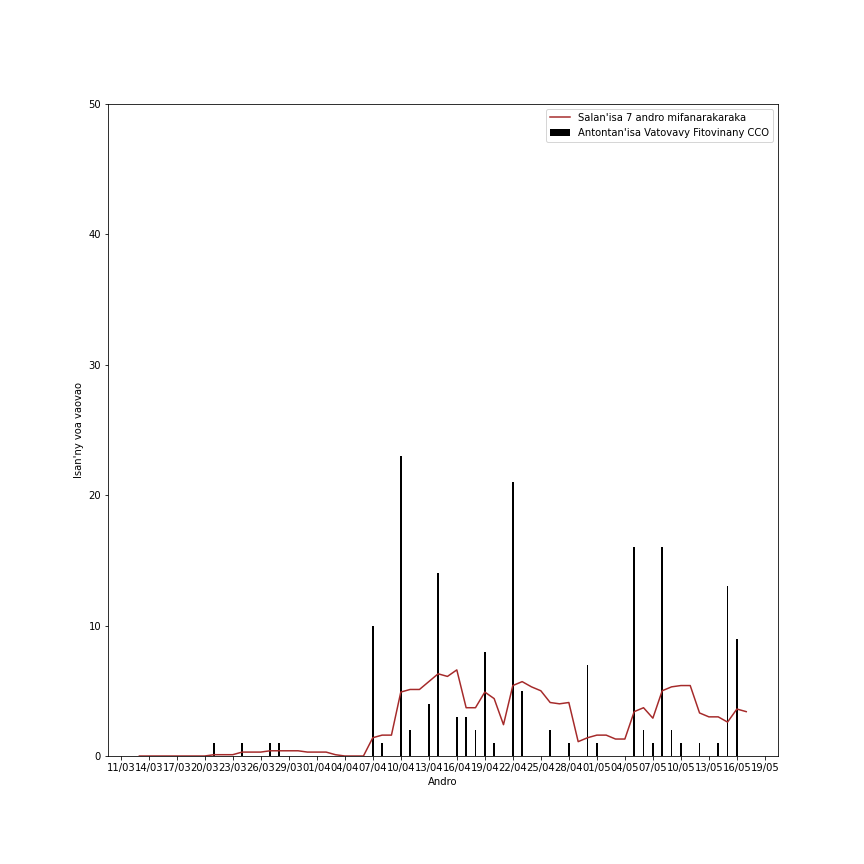 Salan'isa 7 andro mifanarakaraka
Antontan'isa Vatovavy Fitovinany CCO
50
40
30
20
10
0
Isan'ny voa vaovao
11/03 14/03 17/03 20/03 23/03 26/03 29/03 01/04 04/04 07/04 10/04 13/04 16/04 19/04 22/04 25/04 28/04 01/05 04/05 07/05 10/05 13/05 16/05 19/05
Andro